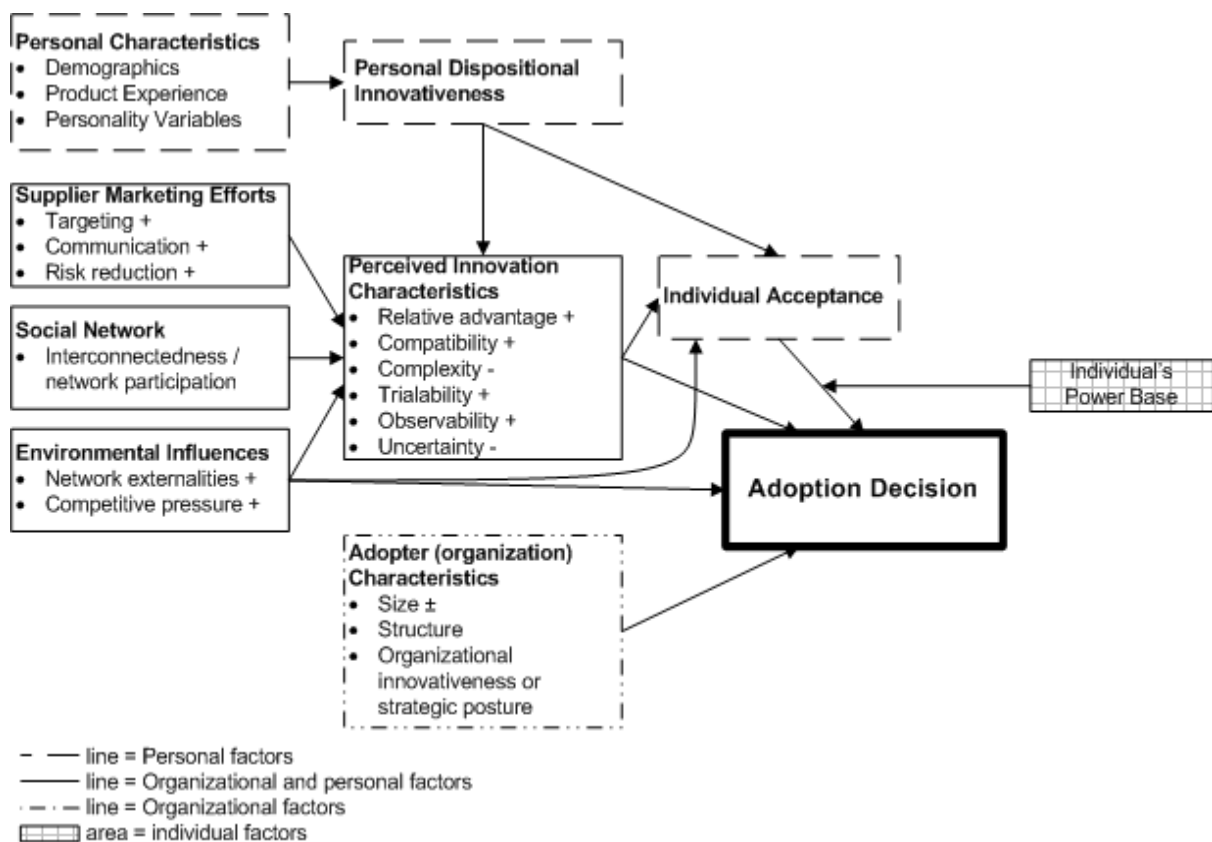 Personal Characteristics
• Demographics
• Product Experience
• Personality Variables
Personal Dispositional
Innovativeness
Supplier Marketing Efforts
• Targeting +
• Communication +
• Risk reduction +
Social Network
• Interconnectedness /
network participation
Environmental Influences
• Network externalities +
• Competitive pressure +
Perceived Innovation
Characteristics
• Relative advantage +
• Compatibility +
• Complexity -
• Trialability +
• Observability +
• Uncertainty -
Individual Acceptance
Individual's
Power Base
Adoption Decision
Adopter (organization)
Characteristics
• Size ±
• Structure
• Organizational
innovativeness or
strategic posture
line = Personal factors
line = Organizational and personal factors
line = Organizational factors
area = individual factors